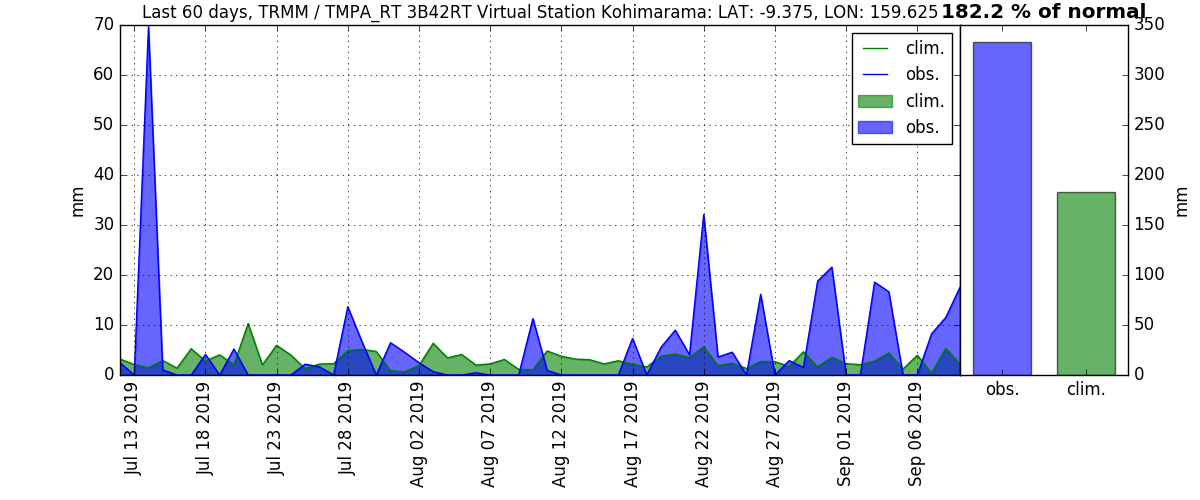 Last 60 days, TRMM / TMPA_RT 3B42RT Virtual Station Kohimarama: LAT: -9.375, LON: 159.625 182.2 % of normal
70
60
50
40
30
20
10
0
mm
clim.
obs.
clim.
obs.
350
300
250
200
150
100
50
0
mm
Jul 13 2019
Jul 18 2019
Jul 23 2019
Jul 28 2019
Aug 02 2019
Aug 07 2019
Aug 12 2019
Aug 17 2019
Aug 22 2019
Aug 27 2019
Sep 01 2019
Sep 06 2019
obs.
clim.